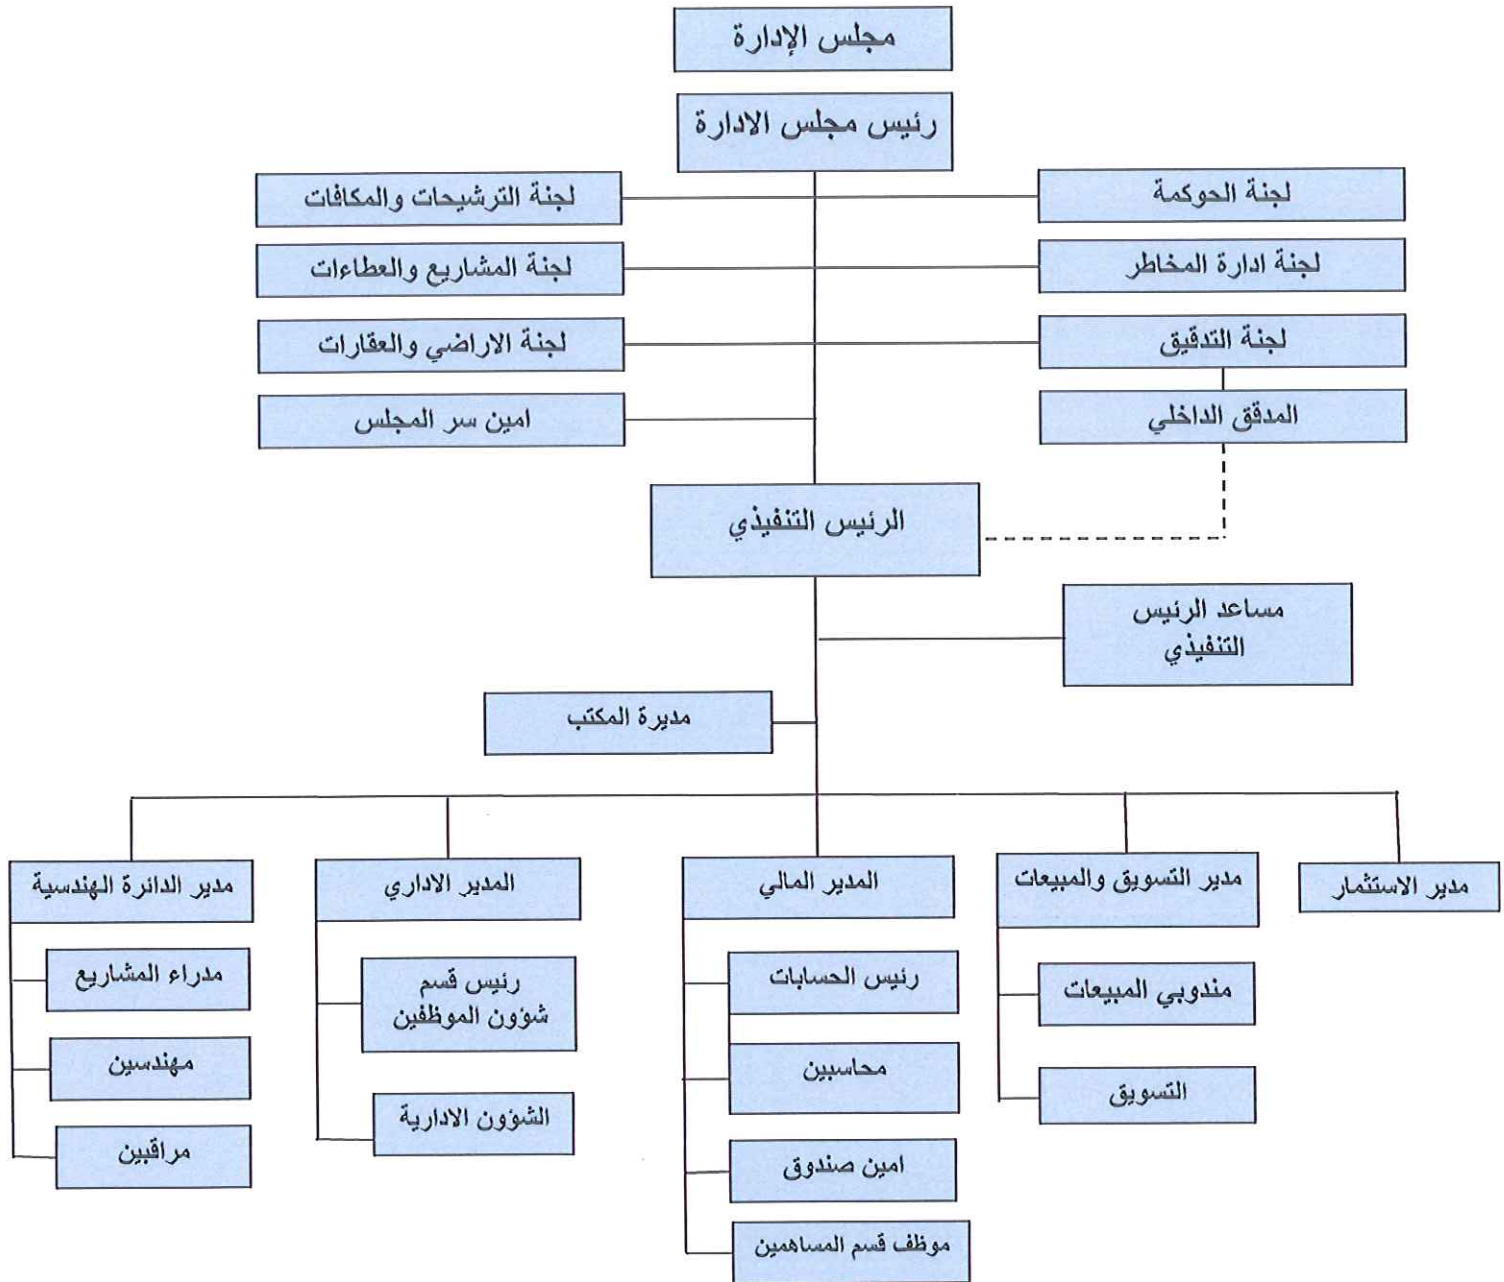 مجلس الإدارة
رئيس مجلس الادارة
لجنة الحوكمة
لجنة الترشيحات والمكافات
لجنة ادارة المخاطر
لجنة المشاريع والعطاءات
لجنة التدقيق
لجنة الاراضي والعقارات
المدقق الداخلي
امين سر المجلس
الرئيس التنفيذي
مساعد الرئيس
التنفيذي
مديرة المكتب
مدير الاستثمار
مدير التسويق والمبيعات
مندوبي المبيعات
التسويق
المدير المالي
رئيس الحسابات
محاسبين
امين صندوق
موظف قسم المساهمين
المدير الاداري
رئيس قسم
شؤون الموظفين
الشؤون الادارية
مدير الدائرة الهندسية
مدراء المشاريع
مهندسين
مراقبين